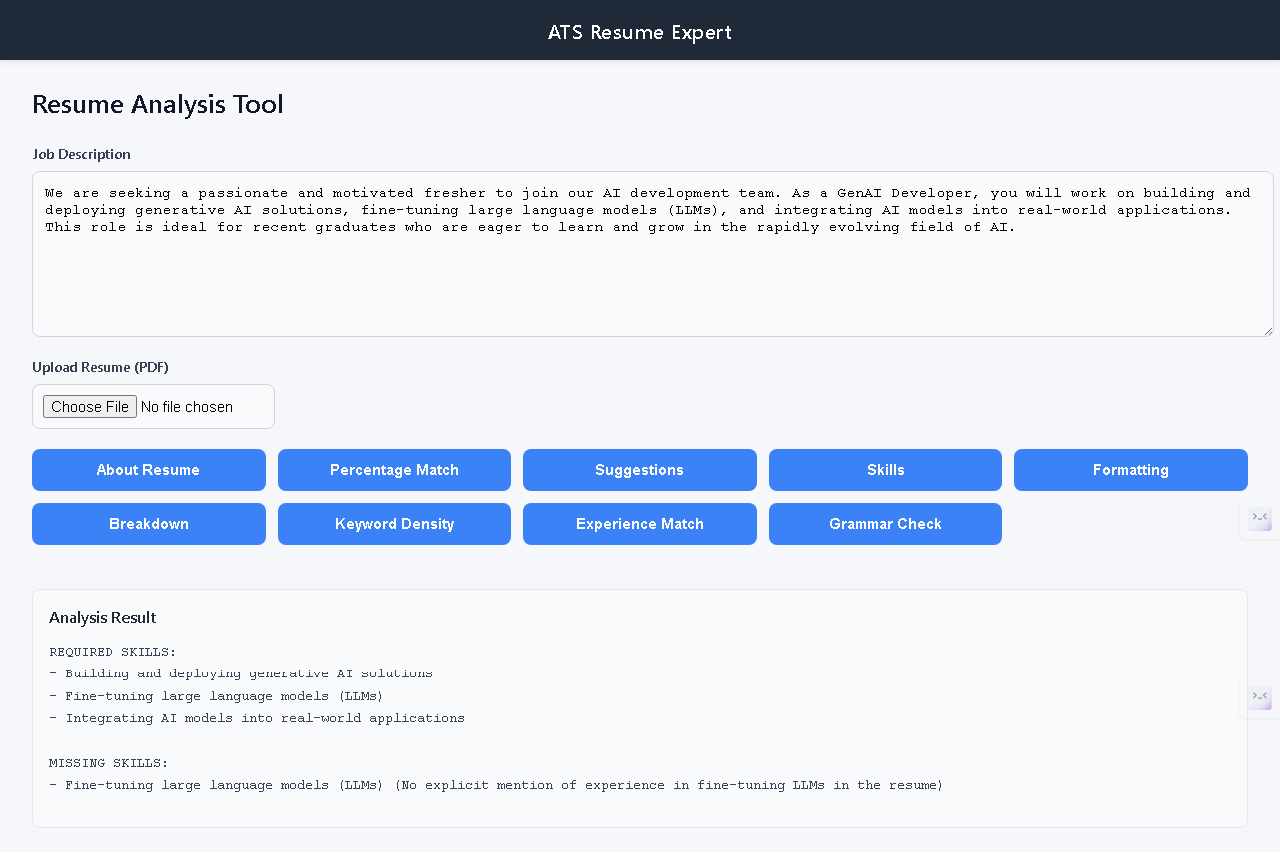 ATS Resume Expert
Resume Analysis Tool
Job Description
We are seeking a passionate and motivated fresher to join our AI development team. As a GenAI Developer, you will work on building and
deploying generative AI solutions, fine-tuning large language models (LLMs), and integrating AI models into real-world applications.
This role is ideal for recent graduates who are eager to learn and grow in the rapidly evolving field of AI.
Upload Resume (PDF)
Choose File No file chosen
About Resume Percentage Match Suggestions Skills Formatting
Breakdown Keyword Density Experience Match Grammar Check
Analysis Result
REQUIRED SKILLS:
- Building and deploying generative AI solutions
- Fine-tuning large language models (LLMs)
- Integrating AI models into real-world applications
MISSING SKILLS:
- Fine-tuning large language models (LLMs) (No explicit mention of experience in fine-tuning LLMs in the resume)